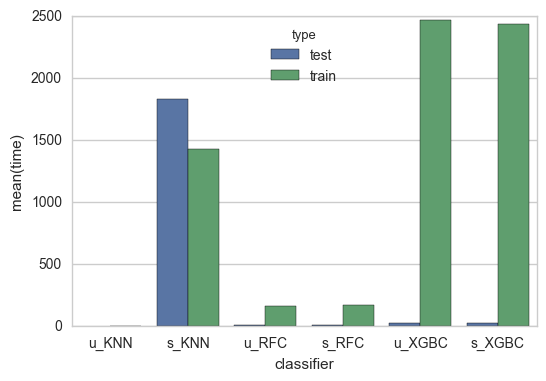 type
test
train
2500
2000
1500
1000
500
0
mean(time)
u_KNN s_KNN u_RFC s_RFC u_XGBC s_XGBC
classifier